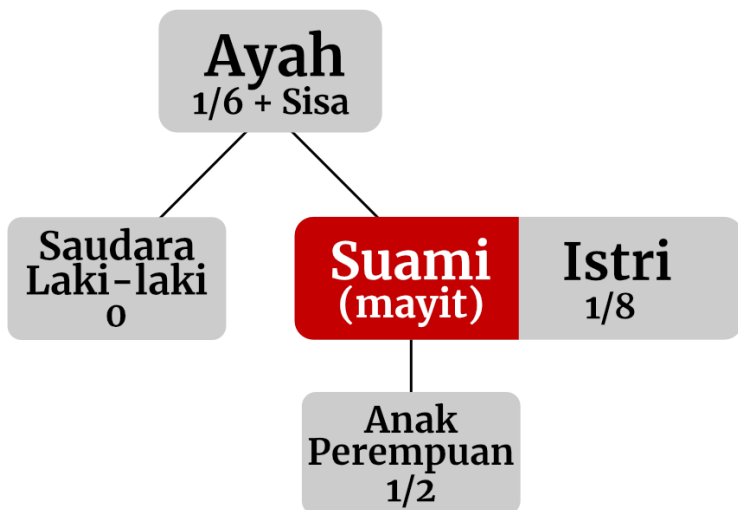 Ayah
1/6 + Sisa
Saudara
Laki-laki
0
Suami
(mayit)
Istri
1/8
Anak
Perempuan
1/2